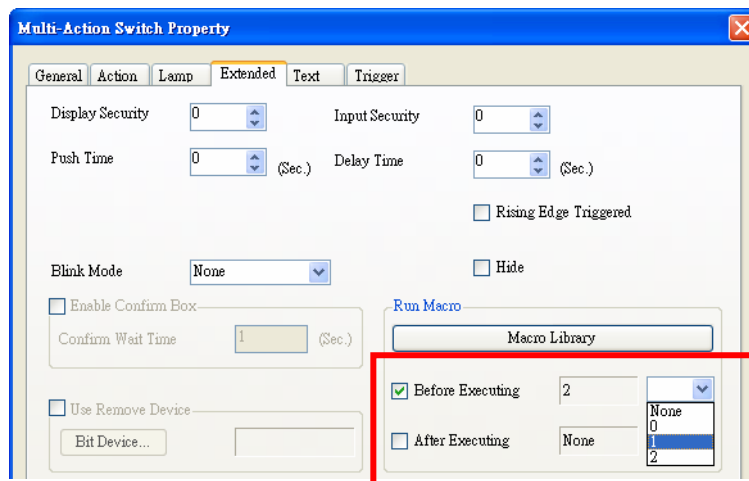 Multi-Action Switch Property
General Action Lamp Extended Text Trigger
Display Security 0 Input Security 0
Push Time 0 (Sec.) Delay Time 0 (Sec.)
Rising Edge Triggered
Blink Mode None Hide
Enable Confirm Box Run Macro
Confirm Wait Time 1 (Sec.) Macro Library
Before Executing 2
Use Remove Device None
0
Bit Device... After Executing None 1
2